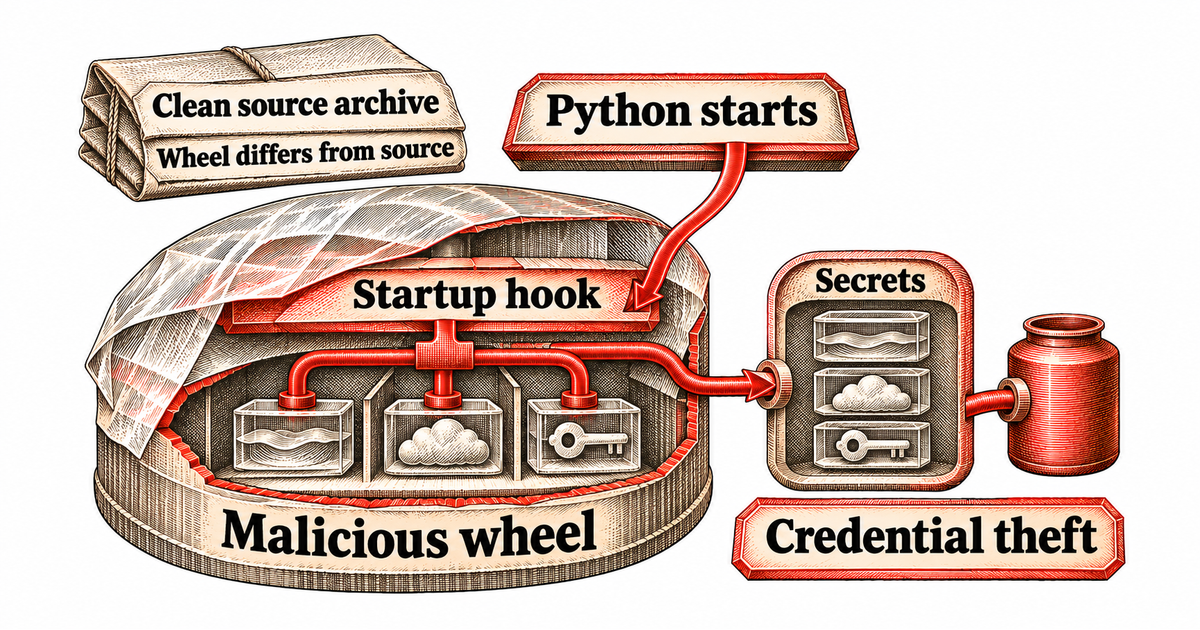 Clean source archive
Wheel differs from source
Python starts
Startup hook
Secrets
Malicious wheel
Credential theft